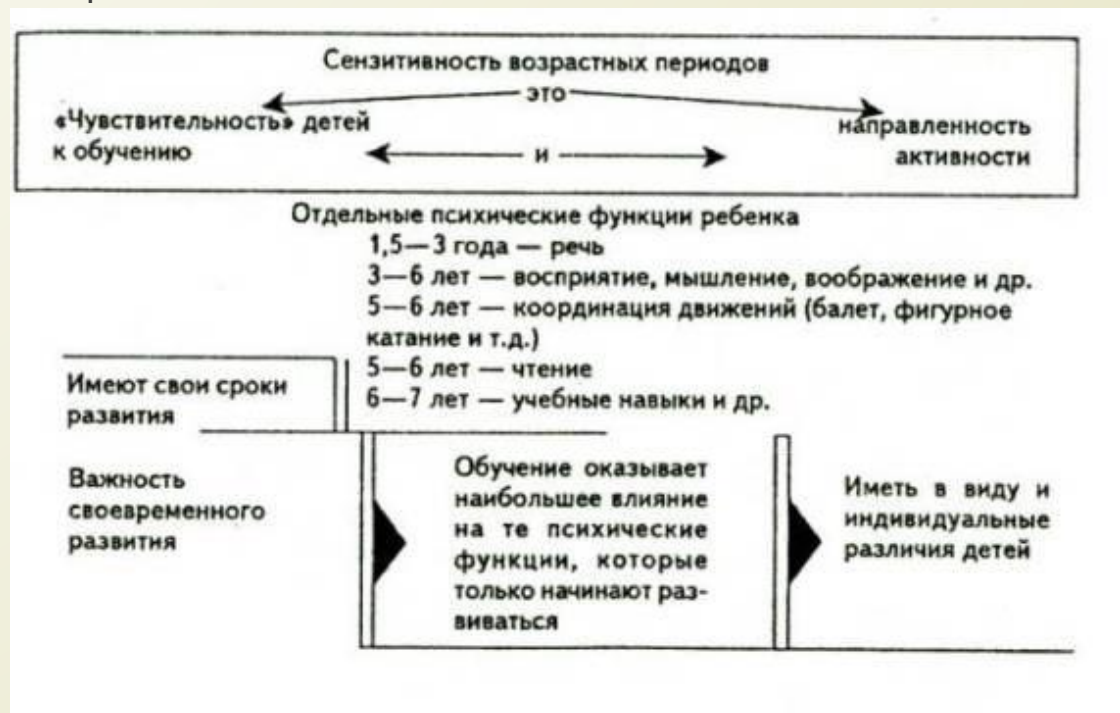 Сензитивность возрастных периодов
это
«Чувствительность» детей
к обучению
и
направленность
активности
Отдельные психические функции ребенка
1,5—3 года — речь
3—6 лет — восприятие, мышление, воображение и др.
5—6 лет — координация движений (балет, фигурное
катание и т.д.)
5—6 лет — чтение
6—7 лет — учебные навыки и др.
Имеют свои сроки
развития
Важность
своевременного
развития
Обучение оказывает
наибольшее влияние
на те психические
функции, которые
только начинают раз-
виваться
Иметь в виду и
индивидуальные
различия детей